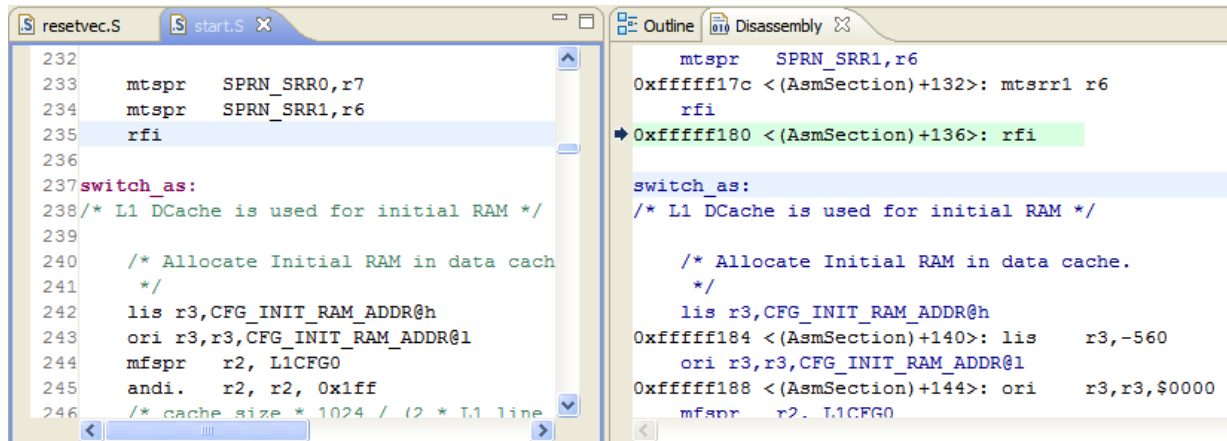 resetvec.S
start.S
232
233 mtspr SPRN_SRR0,r7
234 mtspr SPRN_SRR1,r6
235 rfi
236
237 switch_as:
238 /* L1 DCache is used for initial RAM */
239
240 /* Allocate Initial RAM in data cach
241 */
242 lis r3,CFG_INIT_RAM_ADDR@h
243 ori r3,r3,CFG_INIT_RAM_ADDR@l
244 mfspr r2, L1CFG0
245 andi. r2, r2, 0x1ff
246 /* cache size * 1024 / (2 * L1 line
Outline
Disassembly
mtspr SPRN_SRR1,r6
0xfffff17c <(AsmSection)+132>: mtsrr1 r6
rfi
0xfffff180 <(AsmSection)+136>: rfi
switch_as:
/* L1 DCache is used for initial RAM */
/* Allocate Initial RAM in data cache.
*/
lis r3,CFG_INIT_RAM_ADDR@h
0xfffff184 <(AsmSection)+140>: lis r3,-560
ori r3,r3,CFG_INIT_RAM_ADDR@l
0xfffff188 <(AsmSection)+144>: ori r3,r3,$0000
mfspr r2, L1CFG0